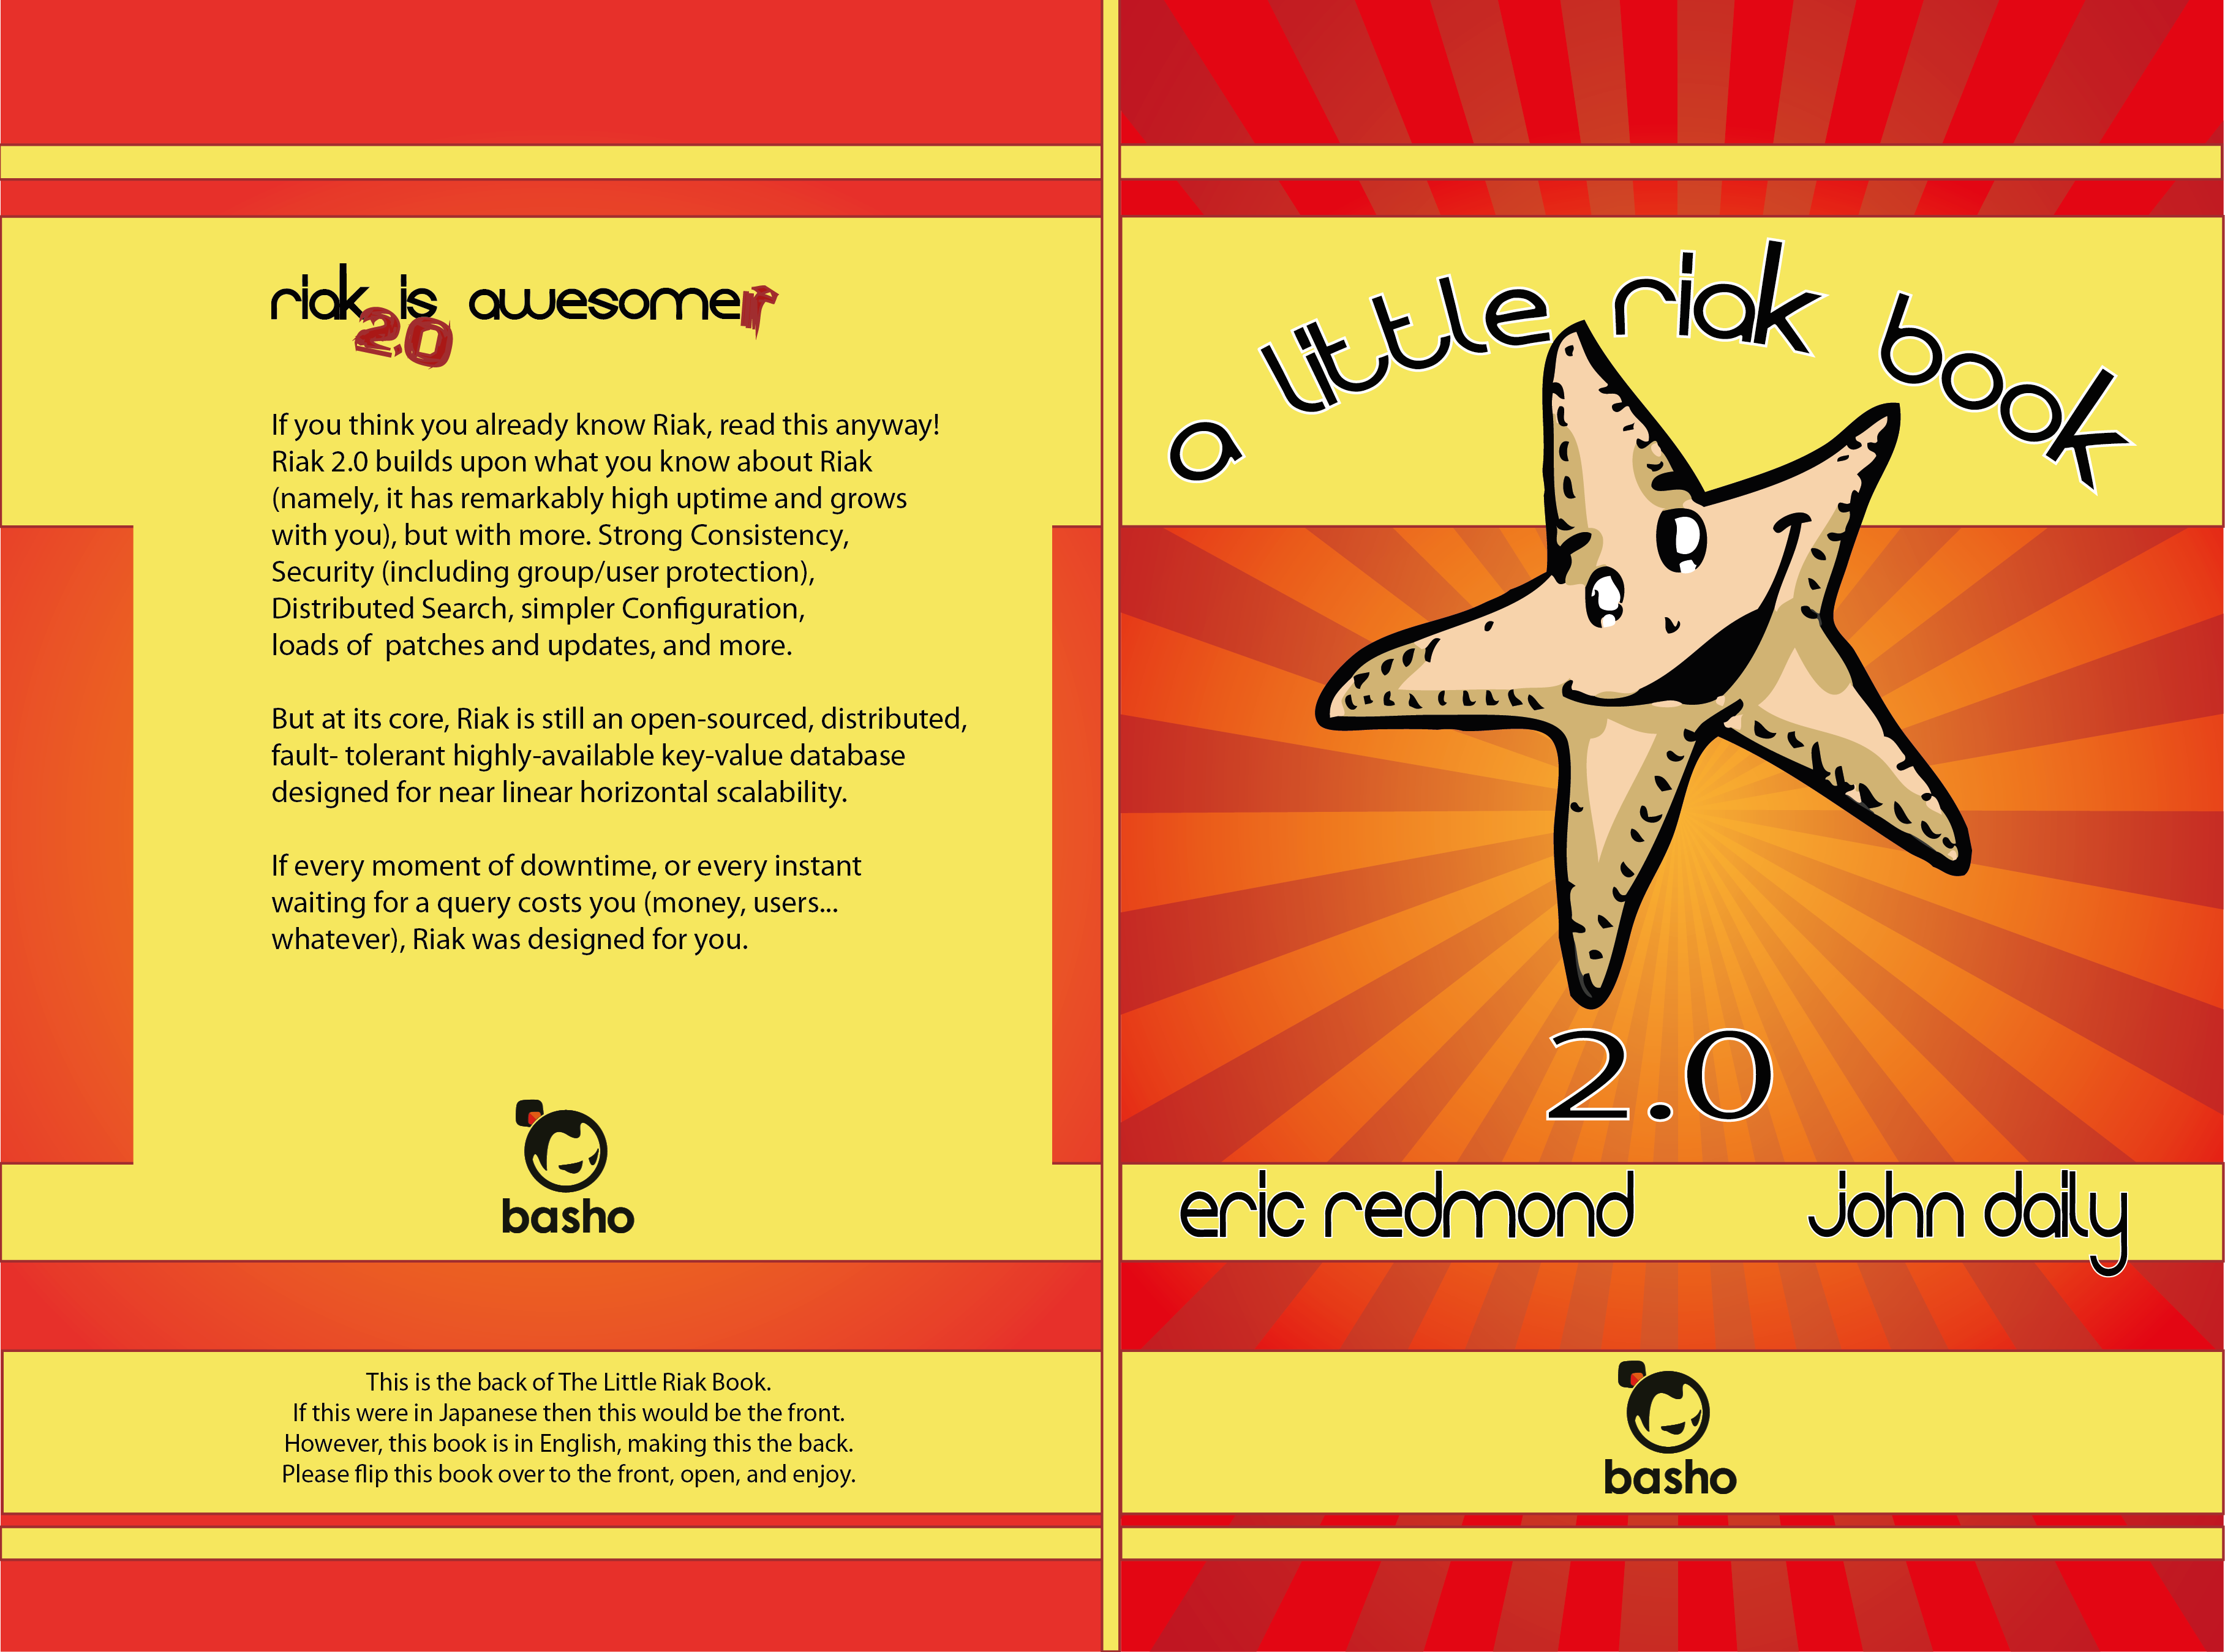 riak is awesomer
2.0
If you think you already know Riak, read this anyway!
Riak 2.0 builds upon what you know about Riak
(namely, it has remarkably high uptime and grows
with you), but with more. Strong Consistency,
Security (including group/user protection),
Distributed Search, simpler Configuration,
loads of  patches and updates, and more.
But at its core, Riak is still an open-sourced, distributed,
fault- tolerant highly-available key-value database
designed for near linear horizontal scalability.
If every moment of downtime, or every instant
waiting for a query costs you (money, users...
whatever), Riak was designed for you.
basho
This is the back of The Little Riak Book.
If this were in Japanese then this would be the front.
However, this book is in English, making this the back.
Please flip this book over to the front, open, and enjoy.
a little riak book
2.0
eric redmond john daily
basho